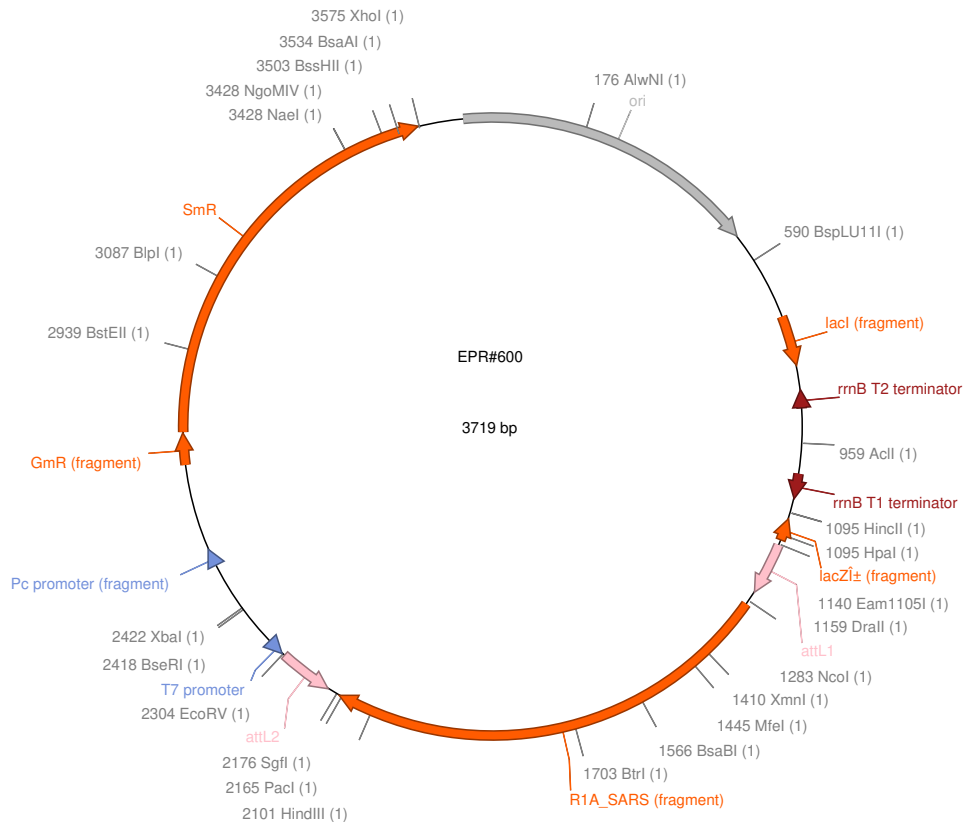 3575 XhoI (1)
3534 BsaAI (1)
3503 BssHII (1)
3428 NgoMIV (1)
3428 NaeI (1)
176 AlwNI (1)
ori
SmR
590 BspLU11I (1)
3087 BlpI (1)
lacI (fragment)
2939 BstEII (1)
EPR#600
rrnB T2 terminator
3719 bp
959 AclI (1)
GmR (fragment)
rrnB T1 terminator
1095 HincII (1)
1095 HpaI (1)
lacZÎ± (fragment)
Pc promoter (fragment)
1140 Eam1105I (1)
1159 DraII (1)
2422 XbaI (1)
attL1
2418 BseRI (1)
1283 NcoI (1)
T7 promoter
1410 XmnI (1)
2304 EcoRV (1)
1445 MfeI (1)
attL2
1566 BsaBI (1)
2176 SgfI (1)
1703 BtrI (1)
2165 PacI (1)
R1A_SARS (fragment)
2101 HindIII (1)